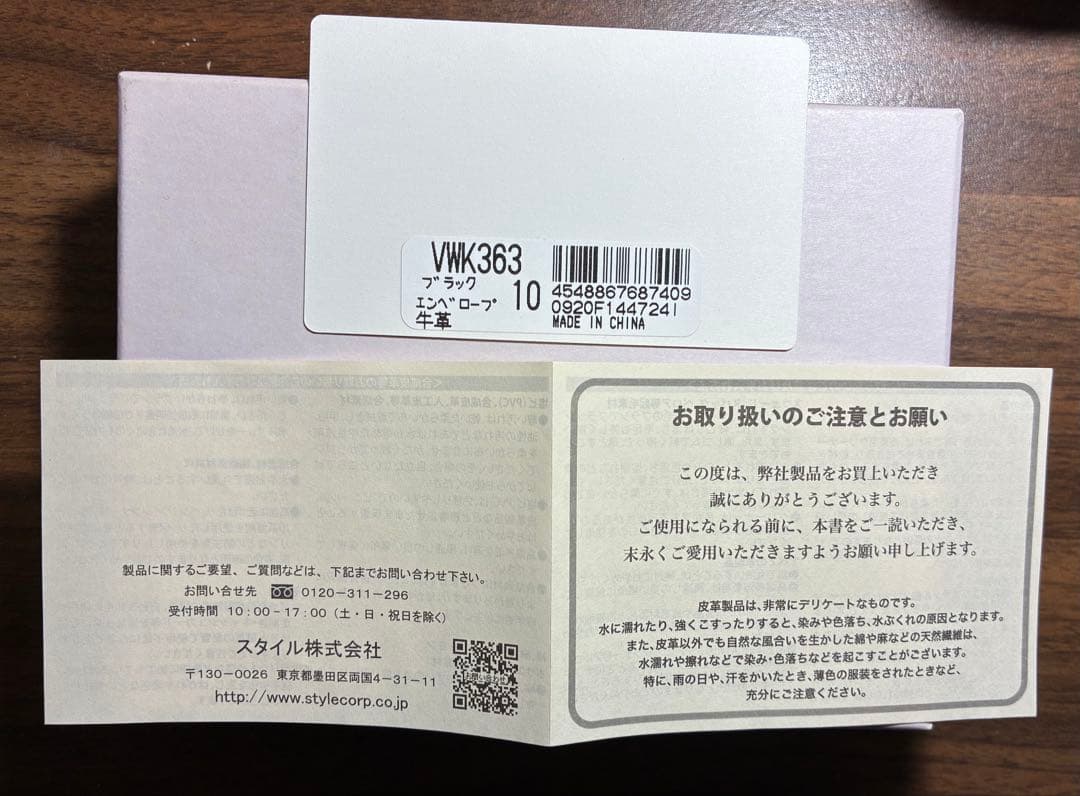 VWK363
ブラック
エンベロープ 10
牛革
4548867687409
0920F1447241
MADE IN CHINA
製品に関するご要望、ご質問などは、下記までお問い合わせ下さい。
お問い合せ先 0120-311-296
受付時間 10:00-17:00（土・日・祝日を除く）
スタイル株式会社
〒130-0026 東京都墨田区両国4-31-11
http://www.stylecorp.co.jp
お問い合わせ
お取り扱いのご注意とお願い
この度は、弊社製品をお買上いただき
誠にありがとうございます。
ご使用になられる前に、本書をご一読いただき、
末永くご愛用いただきますようお願い申し上げます。
皮革製品は、非常にデリケートなものです。
水に濡れたり、強くこすったりすると、染みや色落ち、水ぶくれの原因となります。
また、皮革以外でも自然な風合いを生かした綿や麻などの天然繊維は、
水濡れや擦れなどで染み・色落ちなどを起こすことがございます。
特に、雨の日や、汗をかいたとき、薄色の服装をされたときなど、
充分にご注意ください。